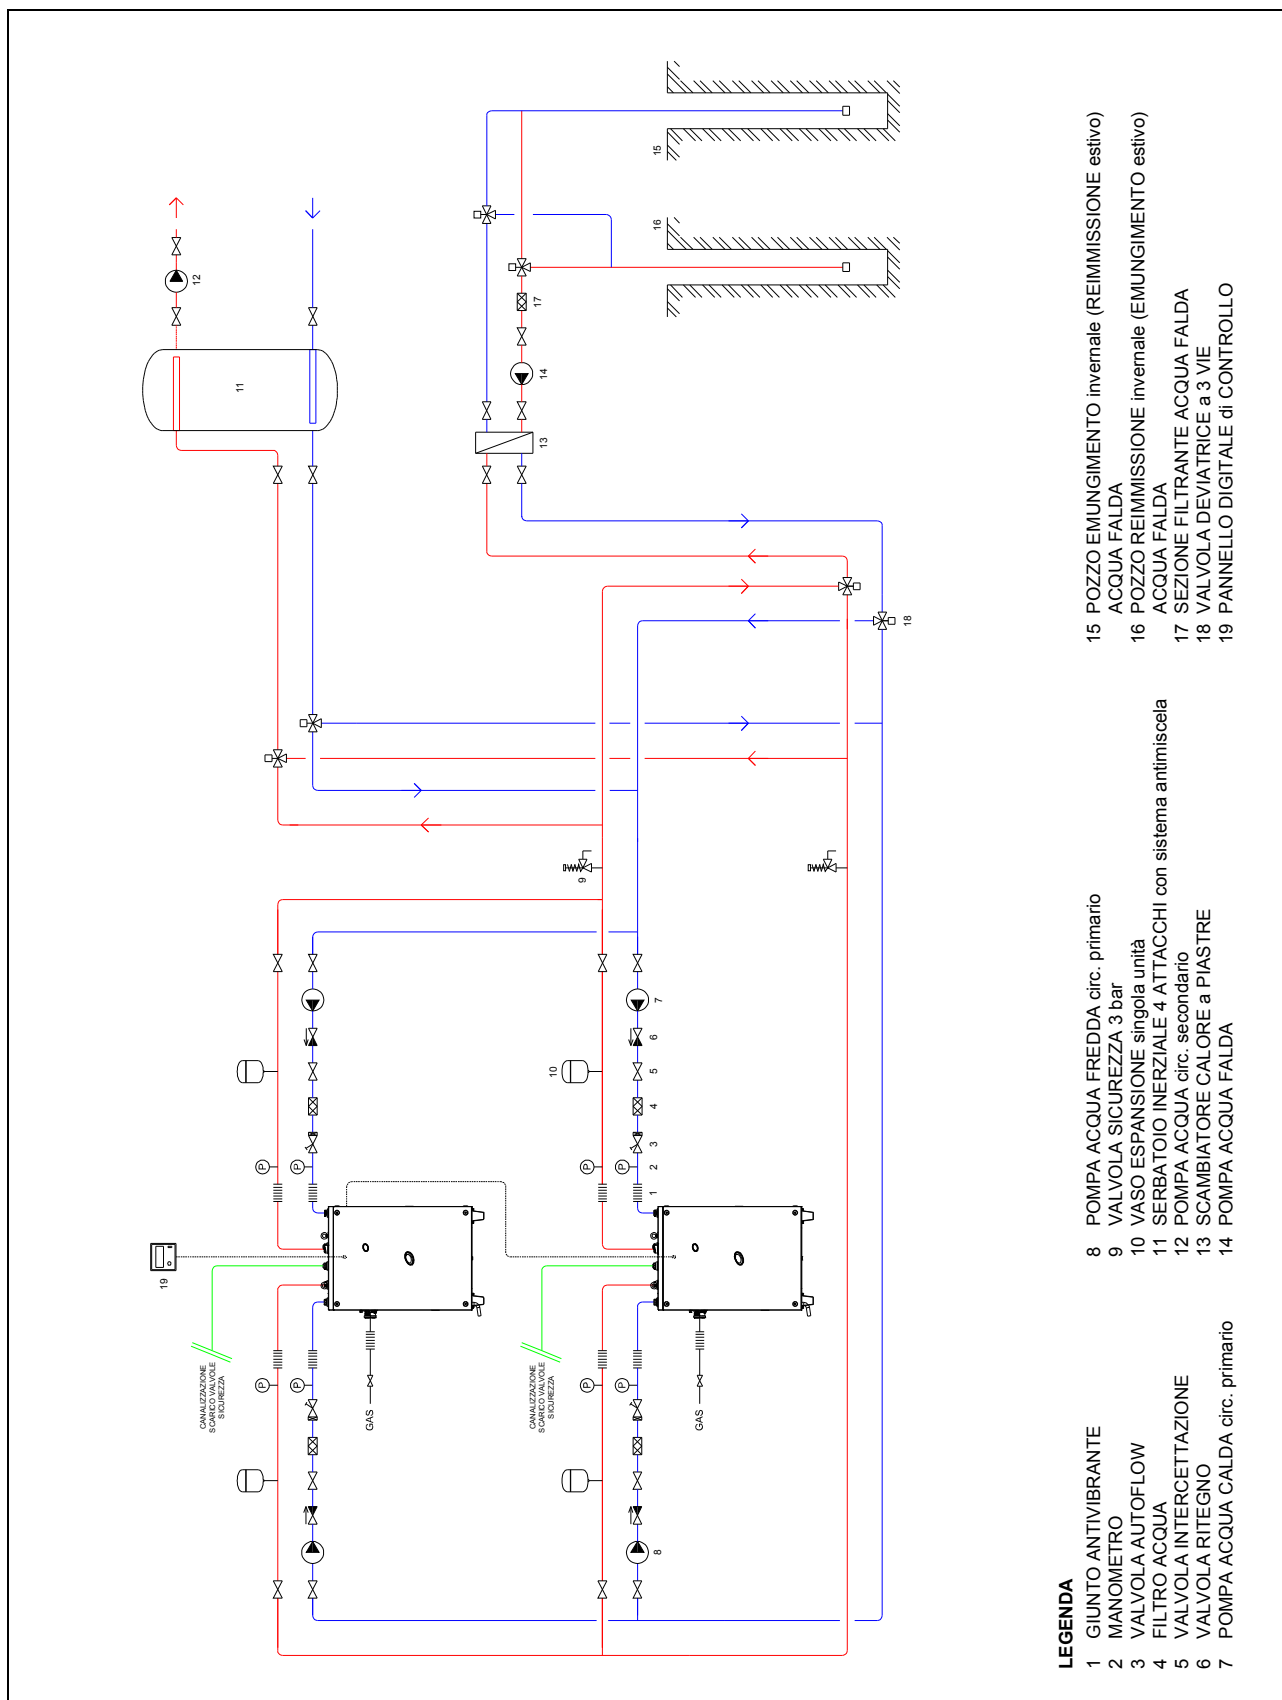 15
16
12
11
17
14
13
18
9
10
7
6
5
4
3
2
1
P
P
P
P
19
CANALIZZAZIONE
SCARICO VALVOLE
SICUREZZA
CANALIZZAZIONE
SCARICO VALVOLE
SICUREZZA
P
P
P
P
GAS
GAS
8
LEGENDA
1 GIUNTO ANTIVIBRANTE
2 MANOMETRO
3 VALVOLA AUTOFLOW
4 FILTRO ACQUA
5 VALVOLA INTERCETTAZIONE
6 VALVOLA RITEGNO
7 POMPA ACQUA CALDA circ. primario
8 POMPA ACQUA FREDDA circ. primario
9 VALVOLA SICUREZZA 3 bar
10 VASO ESPANSIONE singola unità
11 SERBATOIO INERZIALE 4 ATTACCHI con sistema antimiscela
12 POMPA ACQUA circ. secondario
13 SCAMBIATORE CALORE a PIASTRE
14 POMPA ACQUA FALDA
15 POZZO EMUNGIMENTO invernale (REIMMISSIONE estivo)
ACQUA FALDA
16 POZZO REIMMISSIONE invernale (EMUNGIMENTO estivo)
ACQUA FALDA
17 SEZIONE FILTRANTE ACQUA FALDA
18 VALVOLA DEVIATRICE a 3 VIE
19 PANNELLO DIGITALE di CONTROLLO